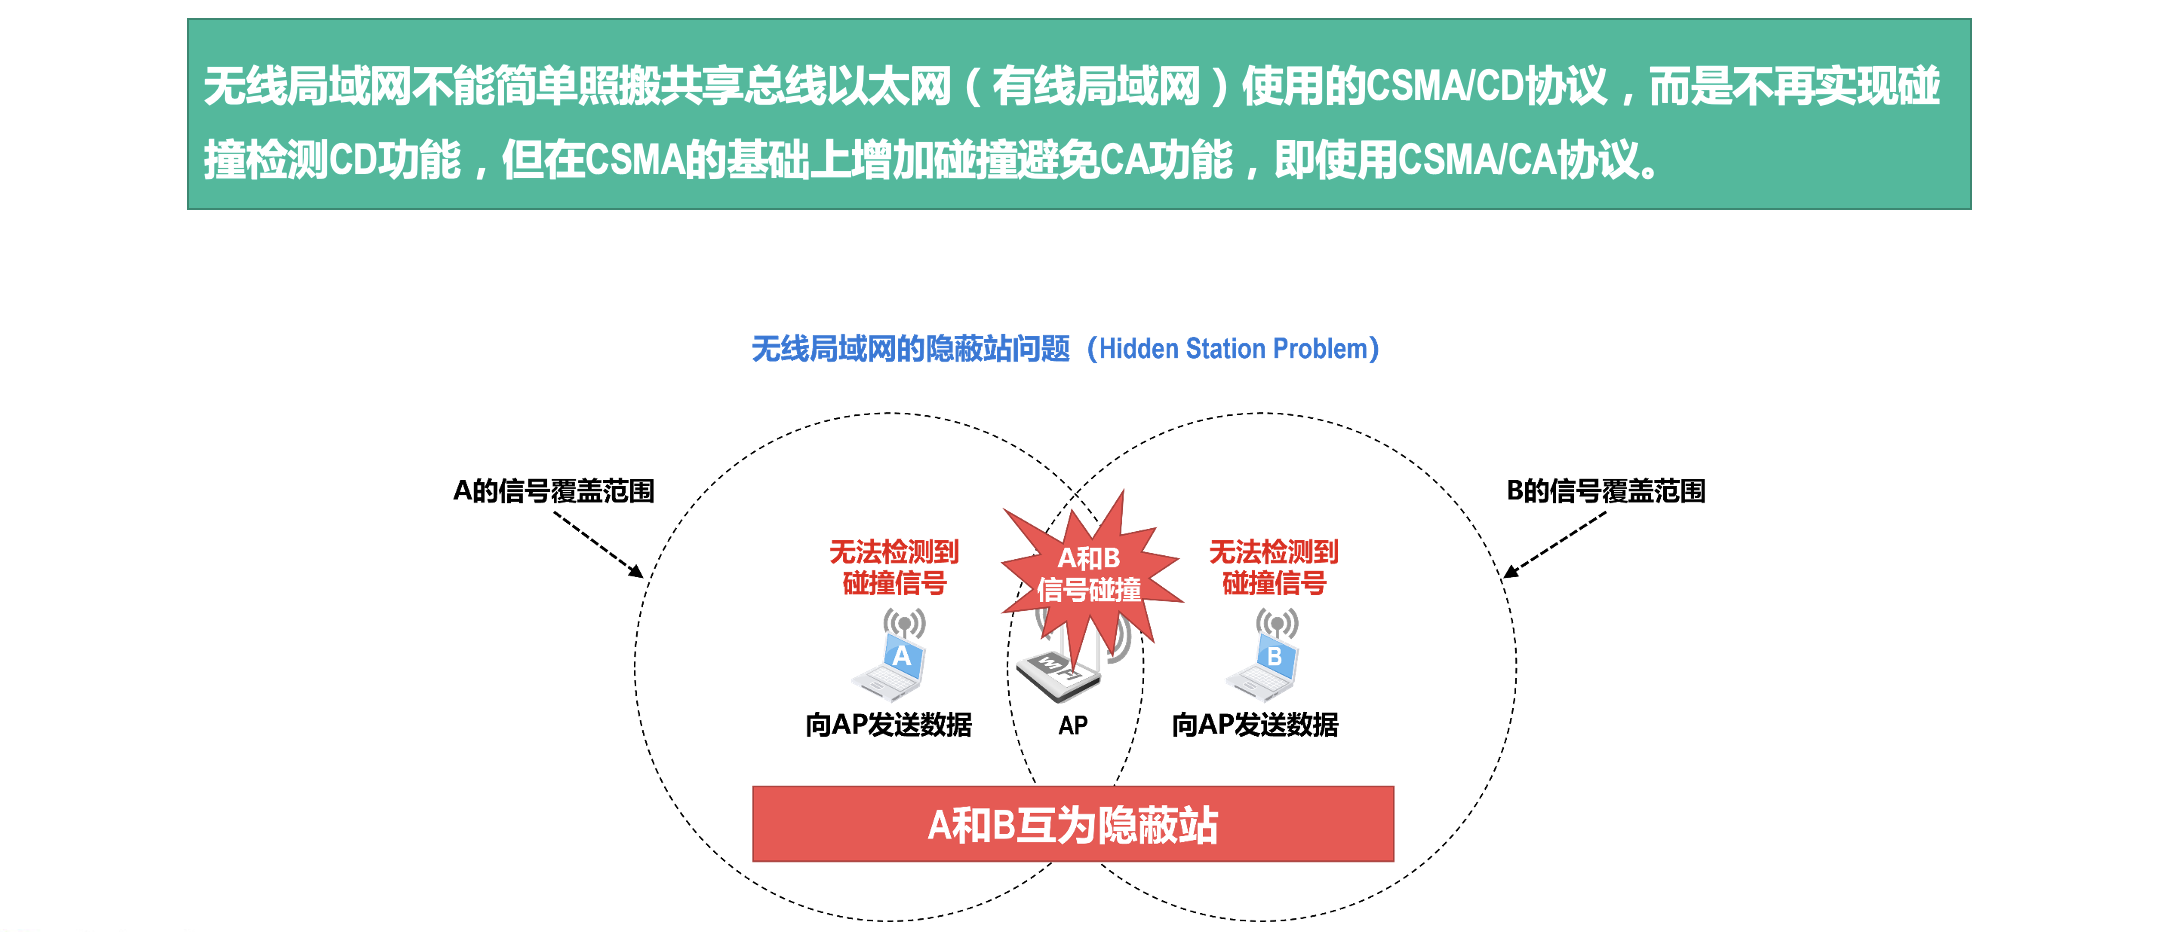 无线局域网不能简单照搬共享总线以太网（有线局域网）使用的CSMA/CD协议，而是不再实现碰
撞检测CD功能，但在CSMA的基础上增加碰撞避免CA功能，即使用CSMA/CA协议。
无线局域网的隐蔽站问题（Hidden Station Problem）
A的信号覆盖范围
B的信号覆盖范围
无法检测到
碰撞信号
A和B
信号碰撞
无法检测到
碰撞信号
A
WiFi
B
向AP发送数据
AP
向AP发送数据
A和B互为隐蔽站